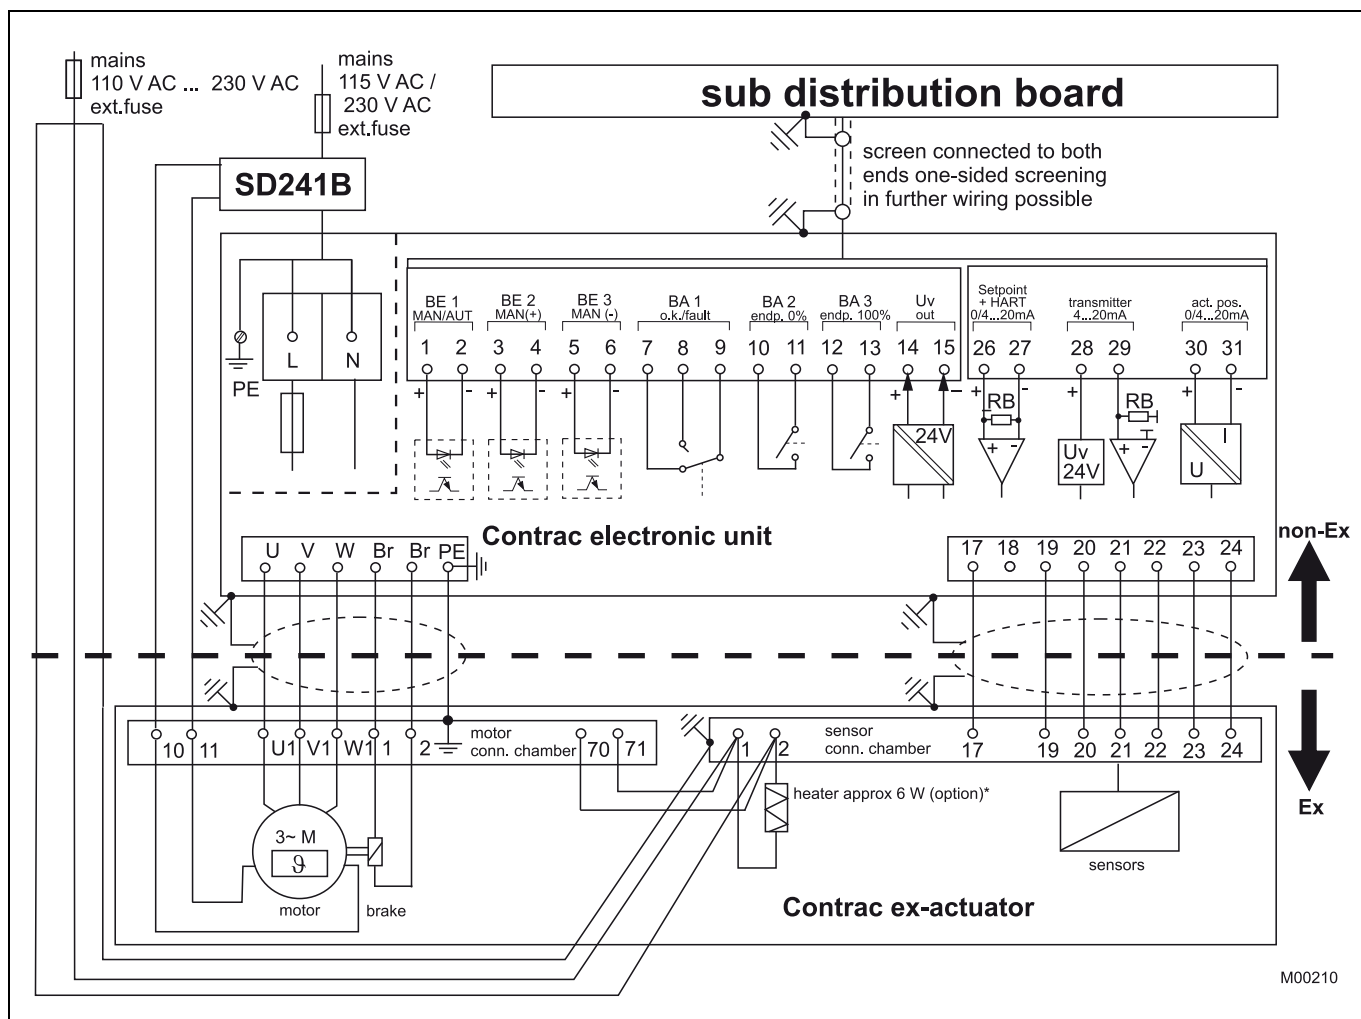 mains
110 V AC ... 230 V AC
ext.fuse
mains
115 V AC /
230 V AC
ext.fuse
sub distribution board
screen connected to both
ends one-sided screening
in further wiring possible
SD241B
BE 1
MAN/AUT
BE 2
MAN(+)
BE 3
MAN (-)
BA 1
o.k./fault
BA 2
endp. 0%
BA 3
endp. 100%
Uv
out
Setpoint
+ HART
0/4...20mA
transmitter
4...20mA
act. pos.
0/4...20mA
1 2 3 4 5 6 7 8 9 10 11 12 13 14 15 26 27 28 29 30 31
L N
PE
+ - + - + - + - + - + + -
RB RB
24V
+ -
Uv
24V
+ -
I
U
Contrac electronic unit
non-Ex
U V W Br Br PE
17 18 19 20 21 22 23 24
10 11 U1 V1 W1 1 2
motor
conn. chamber
70 71
1 2
sensor
conn. chamber
17 19 20 21 22 23 24
heater approx 6 W (option)*
Ex
3~ M
ϑ
motor
brake
sensors
Contrac ex-actuator
M00210